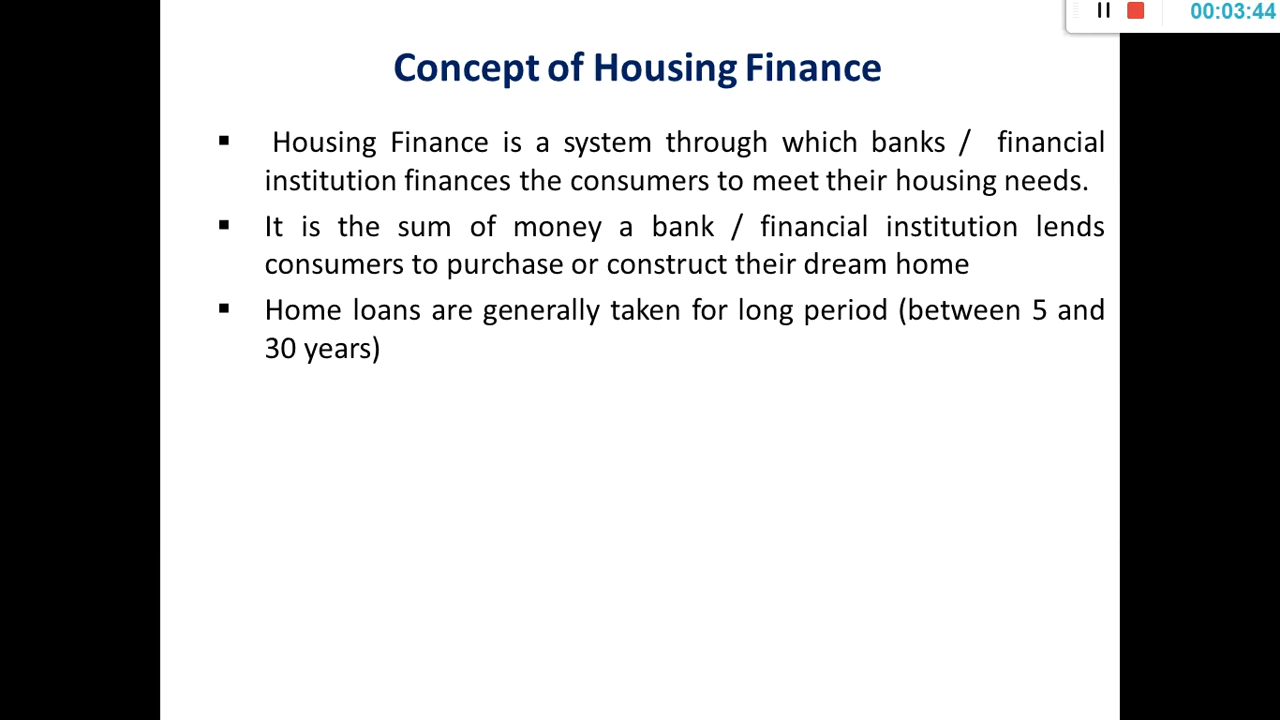 00:03:44
Concept of Housing Finance
▪ Housing Finance is a system through which banks / financial
institution finances the consumers to meet their housing needs.
▪ It is the sum of money a bank / financial institution lends
consumers to purchase or construct their dream home
▪ Home loans are generally taken for long period (between 5 and
30 years)